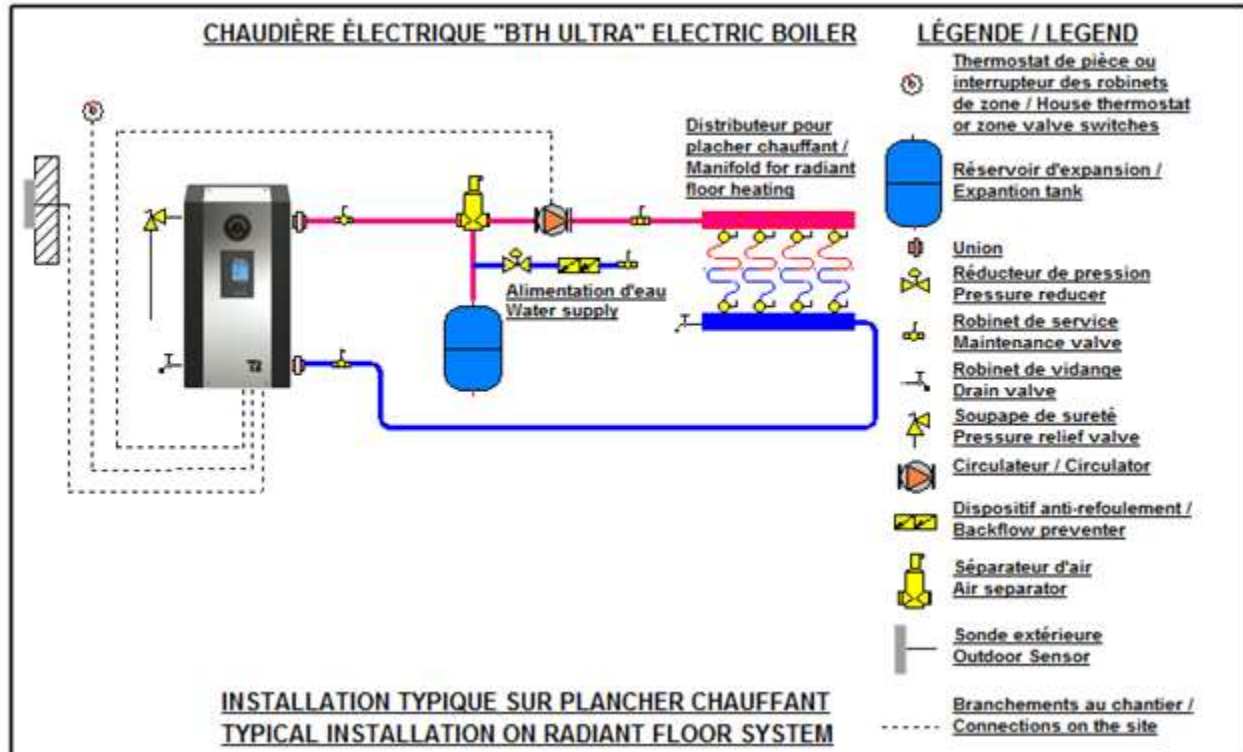 CHAUDIÈRE ÉLECTRIQUE "BTH ULTRA" ELECTRIC BOILER
Distributeur pour
placher chauffant /
Manifold for radiant
floor heating
Alimentation d'eau
Water supply
INSTALLATION TYPIQUE SUR PLANCHER CHAUFFANT
TYPICAL INSTALLATION ON RADIANT FLOOR SYSTEM
LÉGENDE / LEGEND
Thermostat de pièce ou
interrupteur des robinets
de zone / House thermostat
or zone valve switches
Réservoir d'expansion /
Expantion tank
Union
Réducteur de pression
Pressure reducer
Robinet de service
Maintenance valve
Robinet de vidange
Drain valve
Soupape de sureté
Pressure relief valve
Circulateur / Circulator
Dispositif anti-refoulement /
Backflow preventer
Séparateur d'air
Air separator
Sonde extérieure
Outdoor Sensor
Branchements au chantier /
Connections on the site